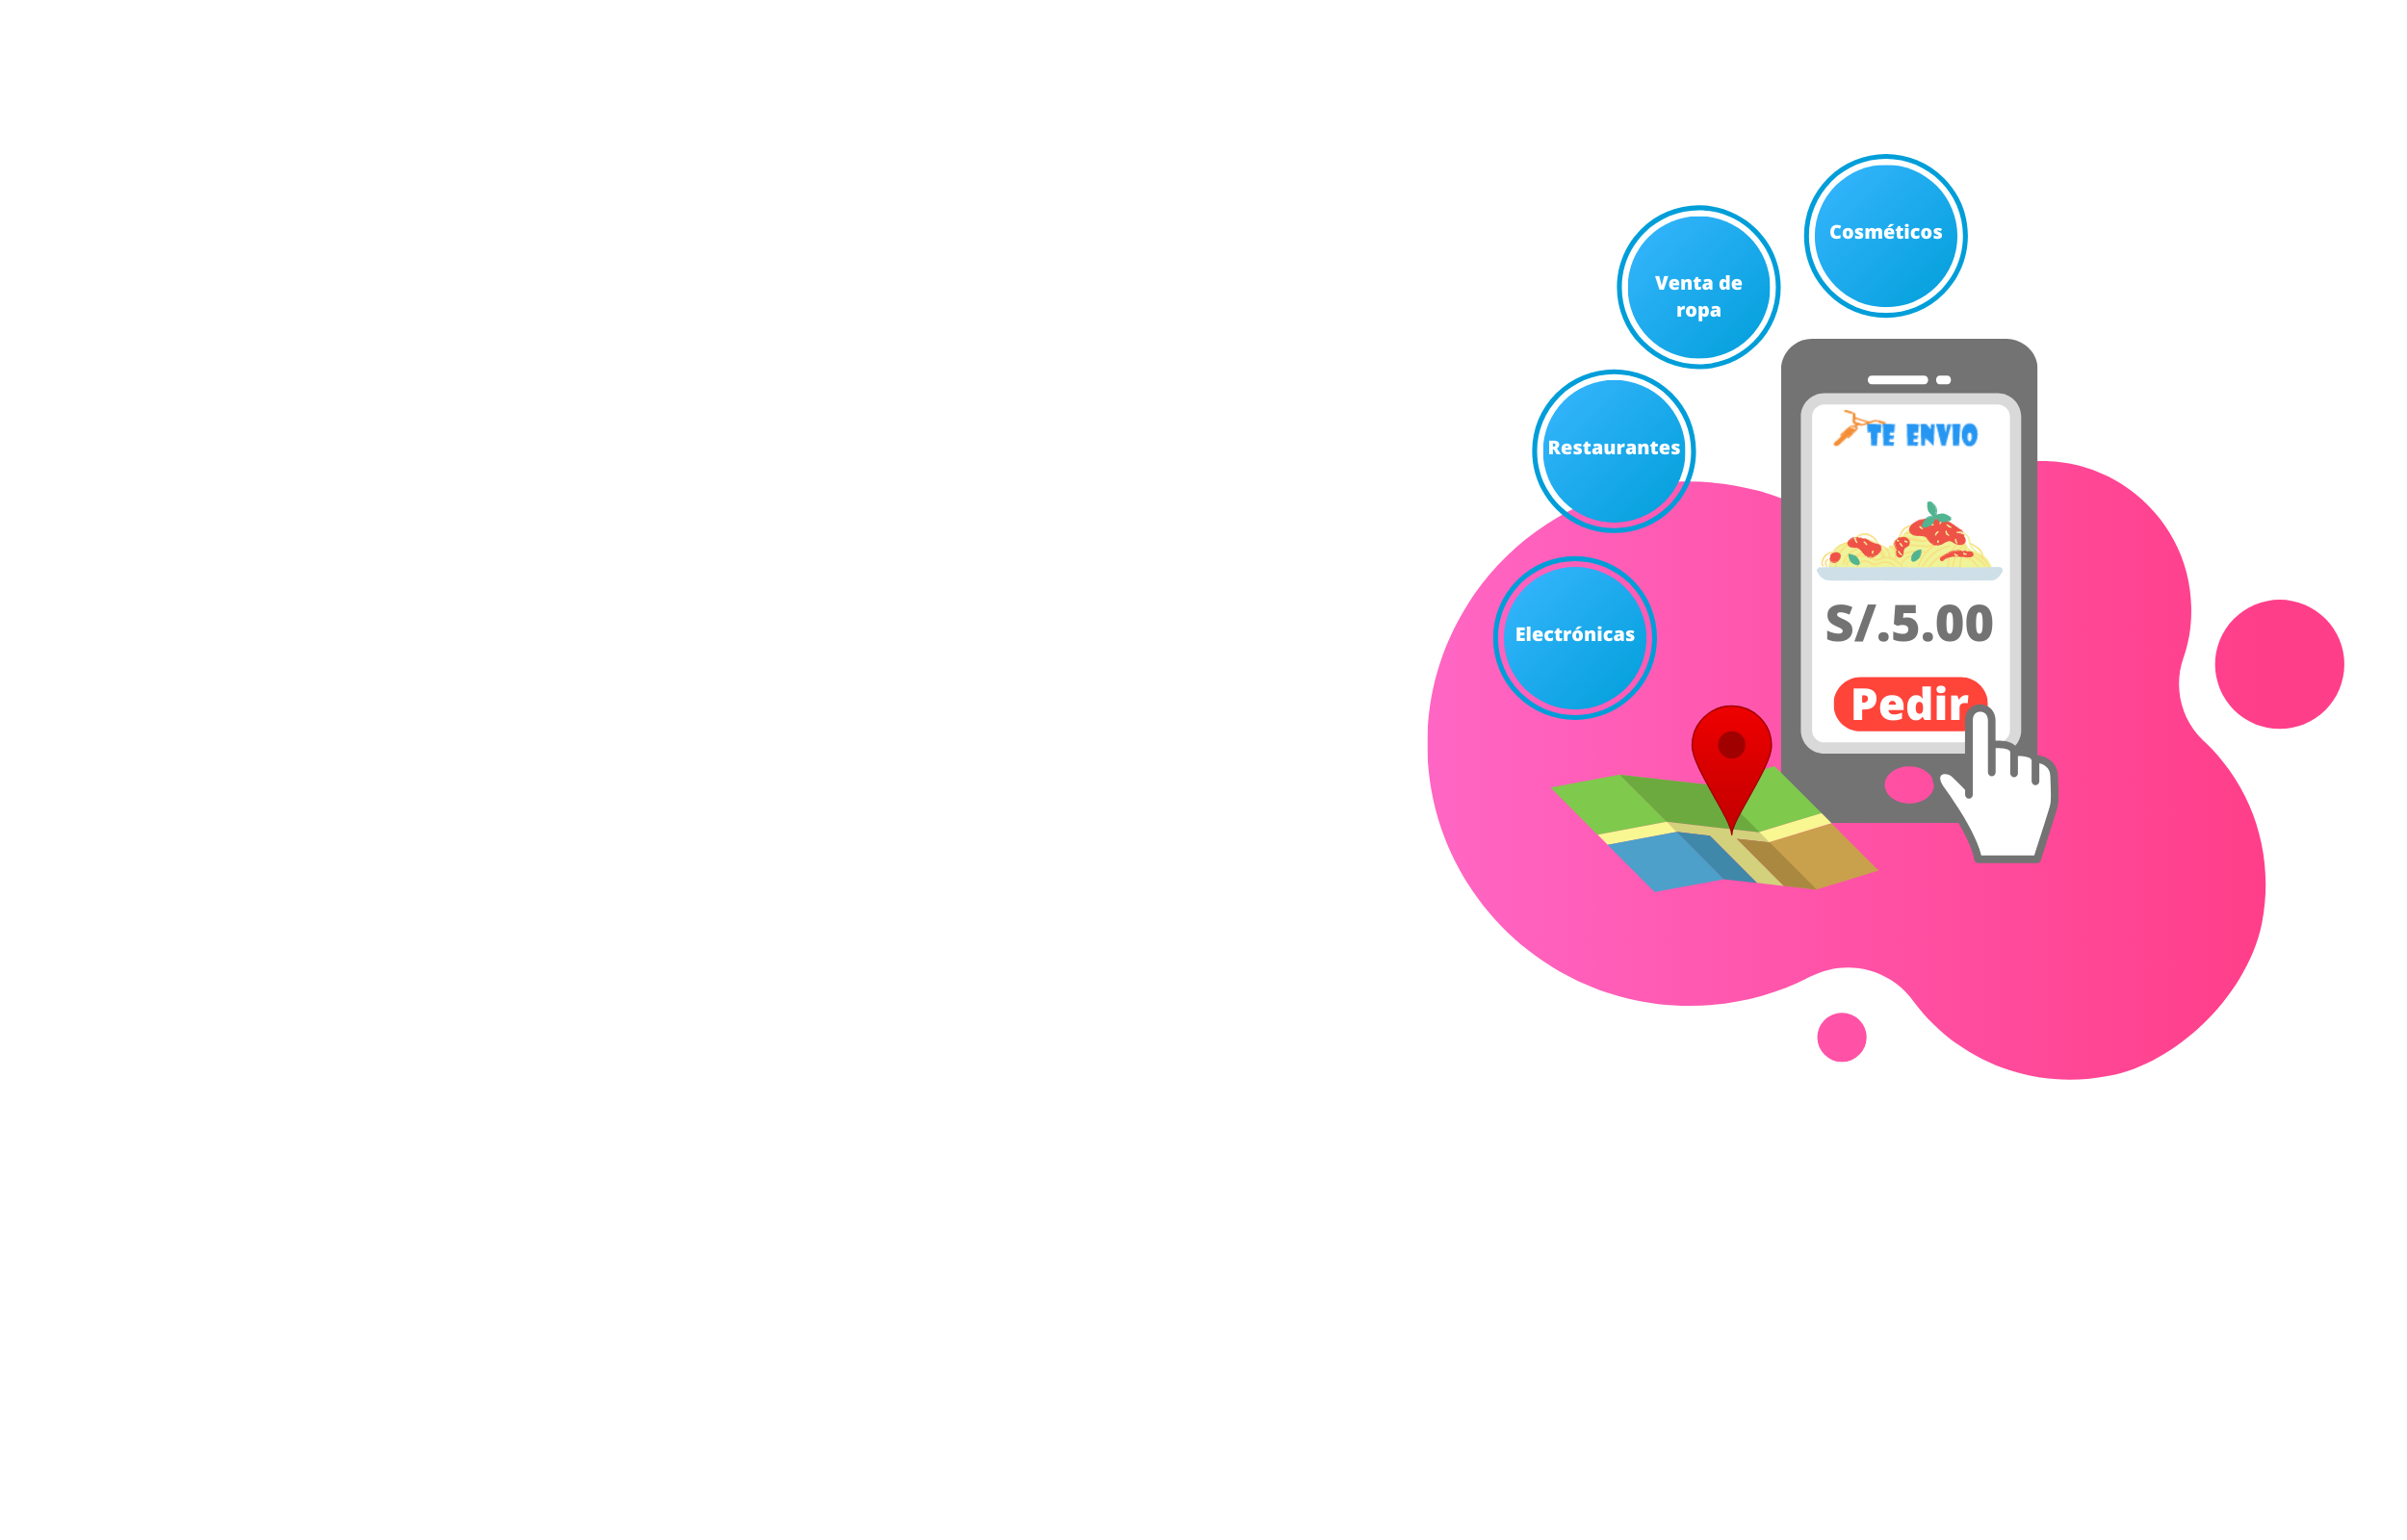 Cosméticos
Venta de
ropa
Restaurantes
Electrónicas
TE ENVIO
S/.5.00
Pedir